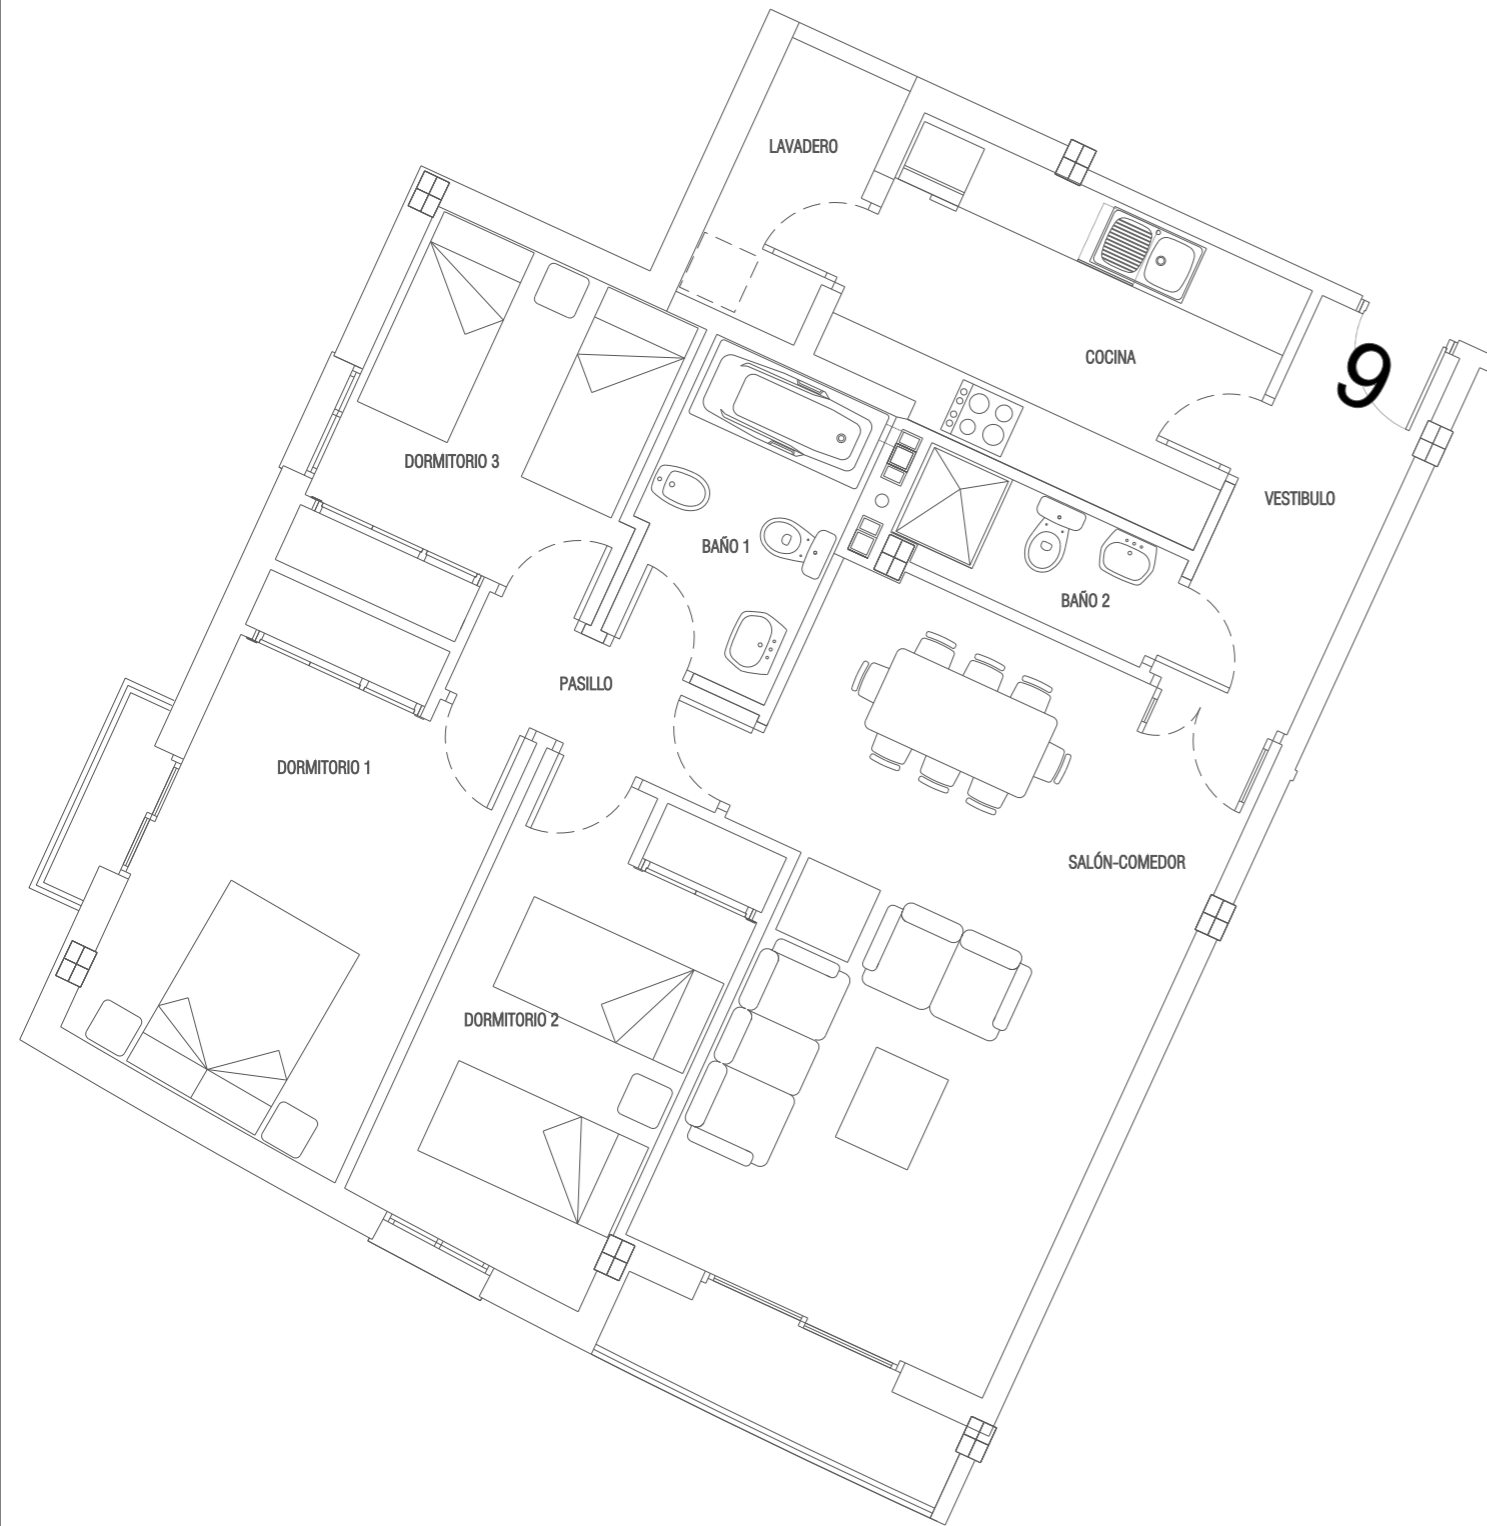 LAVADERO
COCINA
9
DORMITORIO 3
VESTIBULO
BAÑO 1
BAÑO 2
PASILLO
DORMITORIO 1
SALÓN-COMEDOR
DORMITORIO 2